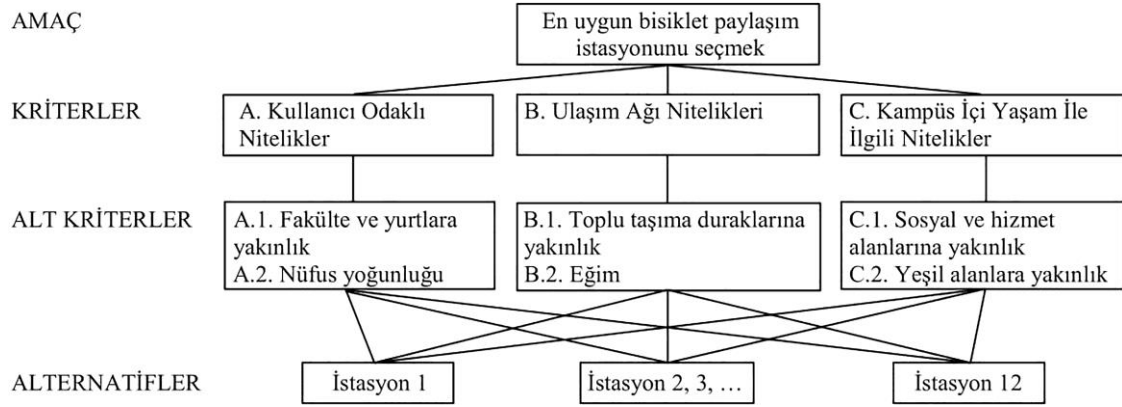 AMAÇ
En uygun bisiklet paylaşım
istasyonunu seçmek
KRİTERLER
A. Kullanıcı Odaklı
Nitelikler
B. Ulaşım Ağı Nitelikleri
C. Kampüs İçi Yaşam İle
İlgili Nitelikler
ALT KRİTERLER
A.1. Fakülte ve yurtlara
yakınlık
A.2. Nüfus yoğunluğu
B.1. Toplu taşıma duraklarına
yakınlık
B.2. Eğim
C.1. Sosyal ve hizmet
alanlarına yakınlık
C.2. Yeşil alanlara yakınlık
ALTERNATİFLER
İstasyon 1
İstasyon 2, 3, …
İstasyon 12